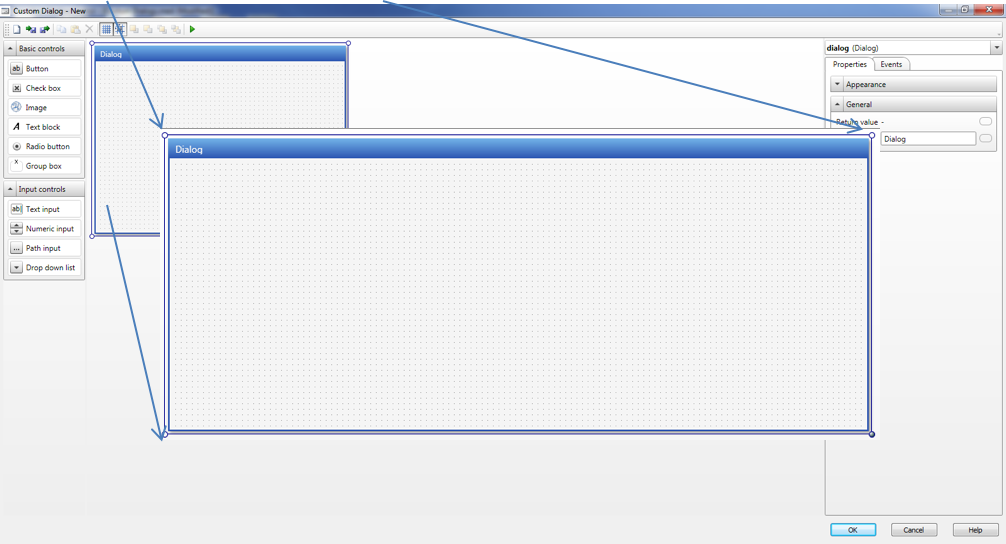 Custom Dialog - New
Basic controls
ab Button
Check box
Image
A Text block
Radio button
x Group box
Input controls
ab| Text input
Numeric input
... Path input
Drop down list
Dialog
Dialog
dialog (Dialog)
Properties Events
Appearance
General
Return value -
Dialog
OK Cancel Help